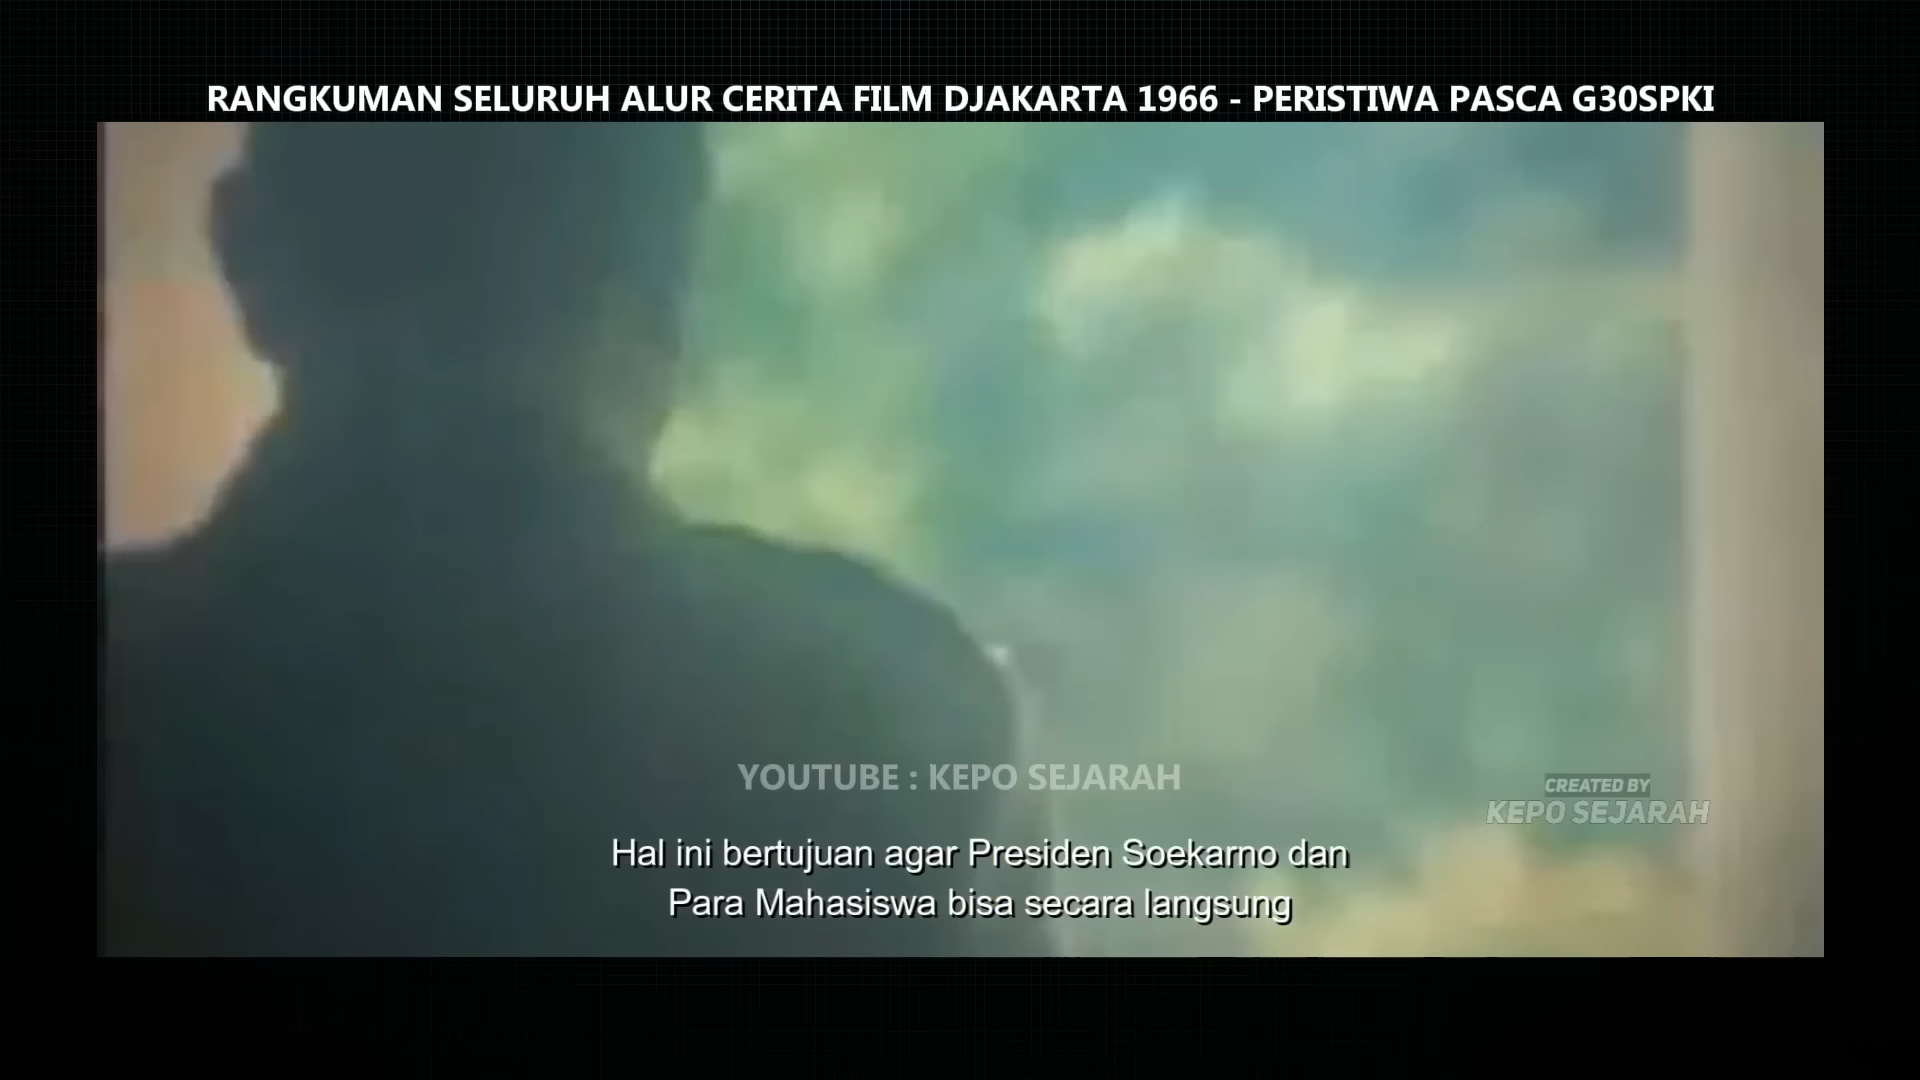 RANGKUMAN SELURUH ALUR CERITA FILM DJAKARTA 1966 - PERISTIWA PASCA G30SPKI
YOUTUBE : KEPO SEJARAH
CREATED BY
KEPO SEJARAH
Hal ini bertujuan agar Presiden Soekarno dan
Para Mahasiswa bisa secara langsung